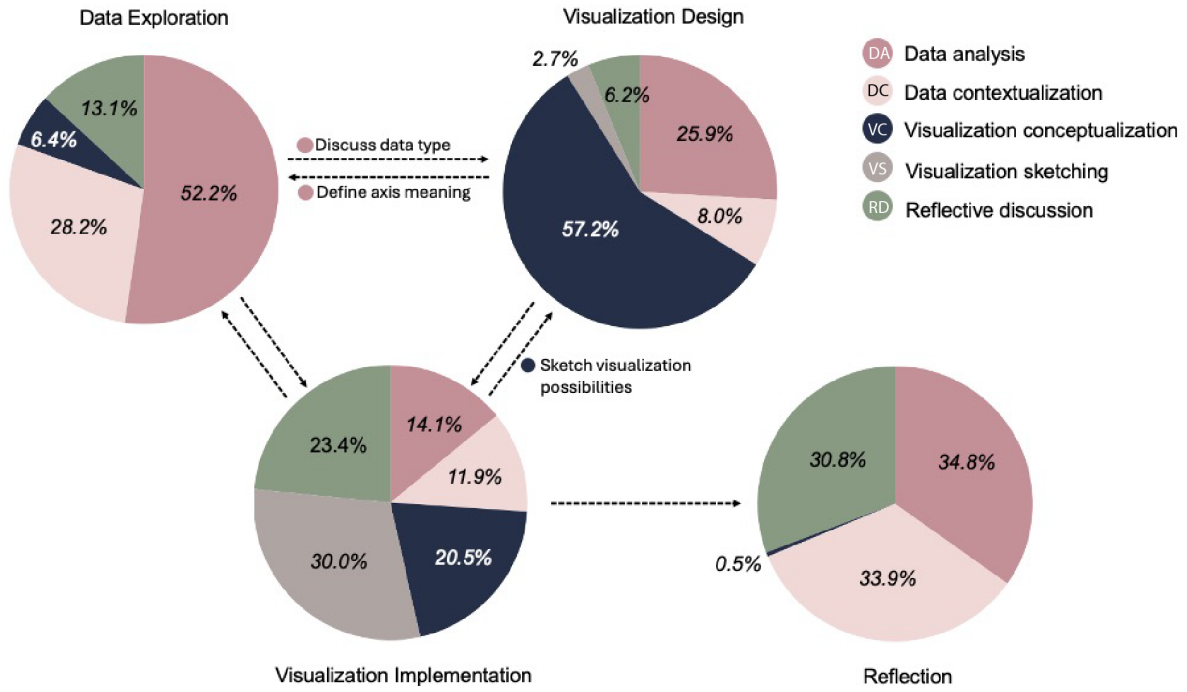 Data Exploration
Visualization Design
13.1%
6.4%
52.2%
28.2%
Discuss data type
Define axis meaning
2.7%
6.2%
25.9%
8.0%
57.2%
DA Data analysis
DC Data contextualization
VC Visualization conceptualization
VS Visualization sketching
RD Reflective discussion
Sketch visualization
possibilities
23.4%
14.1%
11.9%
20.5%
30.0%
Visualization Implementation
30.8%
34.8%
0.5%
33.9%
Reflection